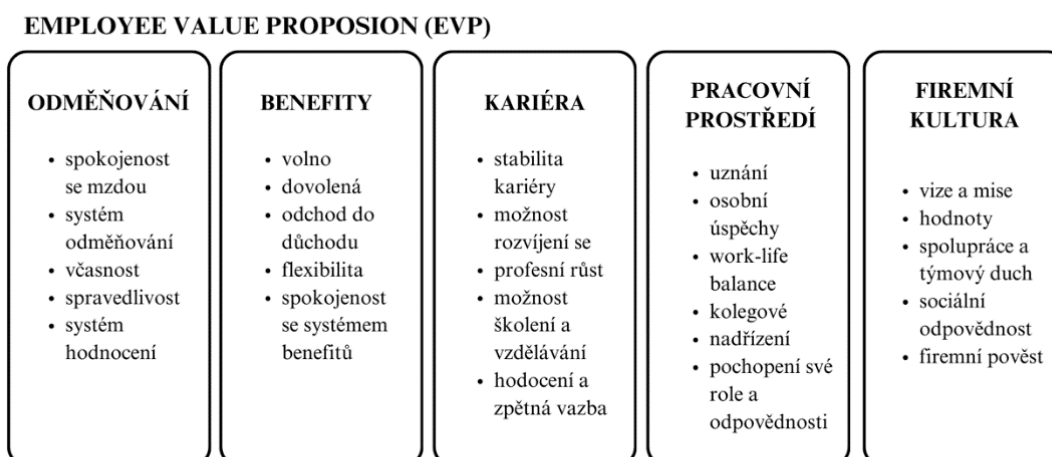 EMPLOYEE VALUE PROPOSION (EVP)
ODMĚŇOVÁNÍ
• spokojenost
se mzdou
• systém
odměňování
• včasnost
• spravedlivost
• systém
hodnocení
BENEFITY
• volno
• dovolená
• odchod do
důchodu
• flexibilita
• spokojenost
se systémem
benefitů
KARIÉRA
• stabilita
kariéry
• možnost
rozvíjení se
• profesní růst
• možnost
školení a
vzdělávání
• hodocení a
zpětná vazba
PRACOVNÍ
PROSTŘEDÍ
• uznání
• osobní
úspěchy
• work-life
balance
• kolegové
• nadřízení
• pochopení své
role a
odpovědnosti
FIREMNÍ
KULTURA
• vize a mise
• hodnoty
• spolupráce a
týmový duch
• sociální
odpovědnost
• firemní pověst